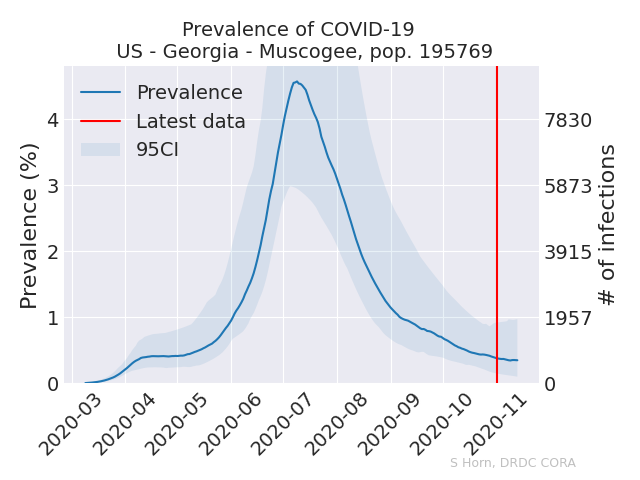 Prevalence of COVID-19
US - Georgia - Muscogee, pop. 195769
Prevalence
Latest data
95CI
Prevalence (%)
4
3
2
1
0
7830
5873
3915
1957
0
# of infections
2020-03
2020-04
2020-05
2020-06
2020-07
2020-08
2020-09
2020-10
2020-11
S Horn, DRDC CORA